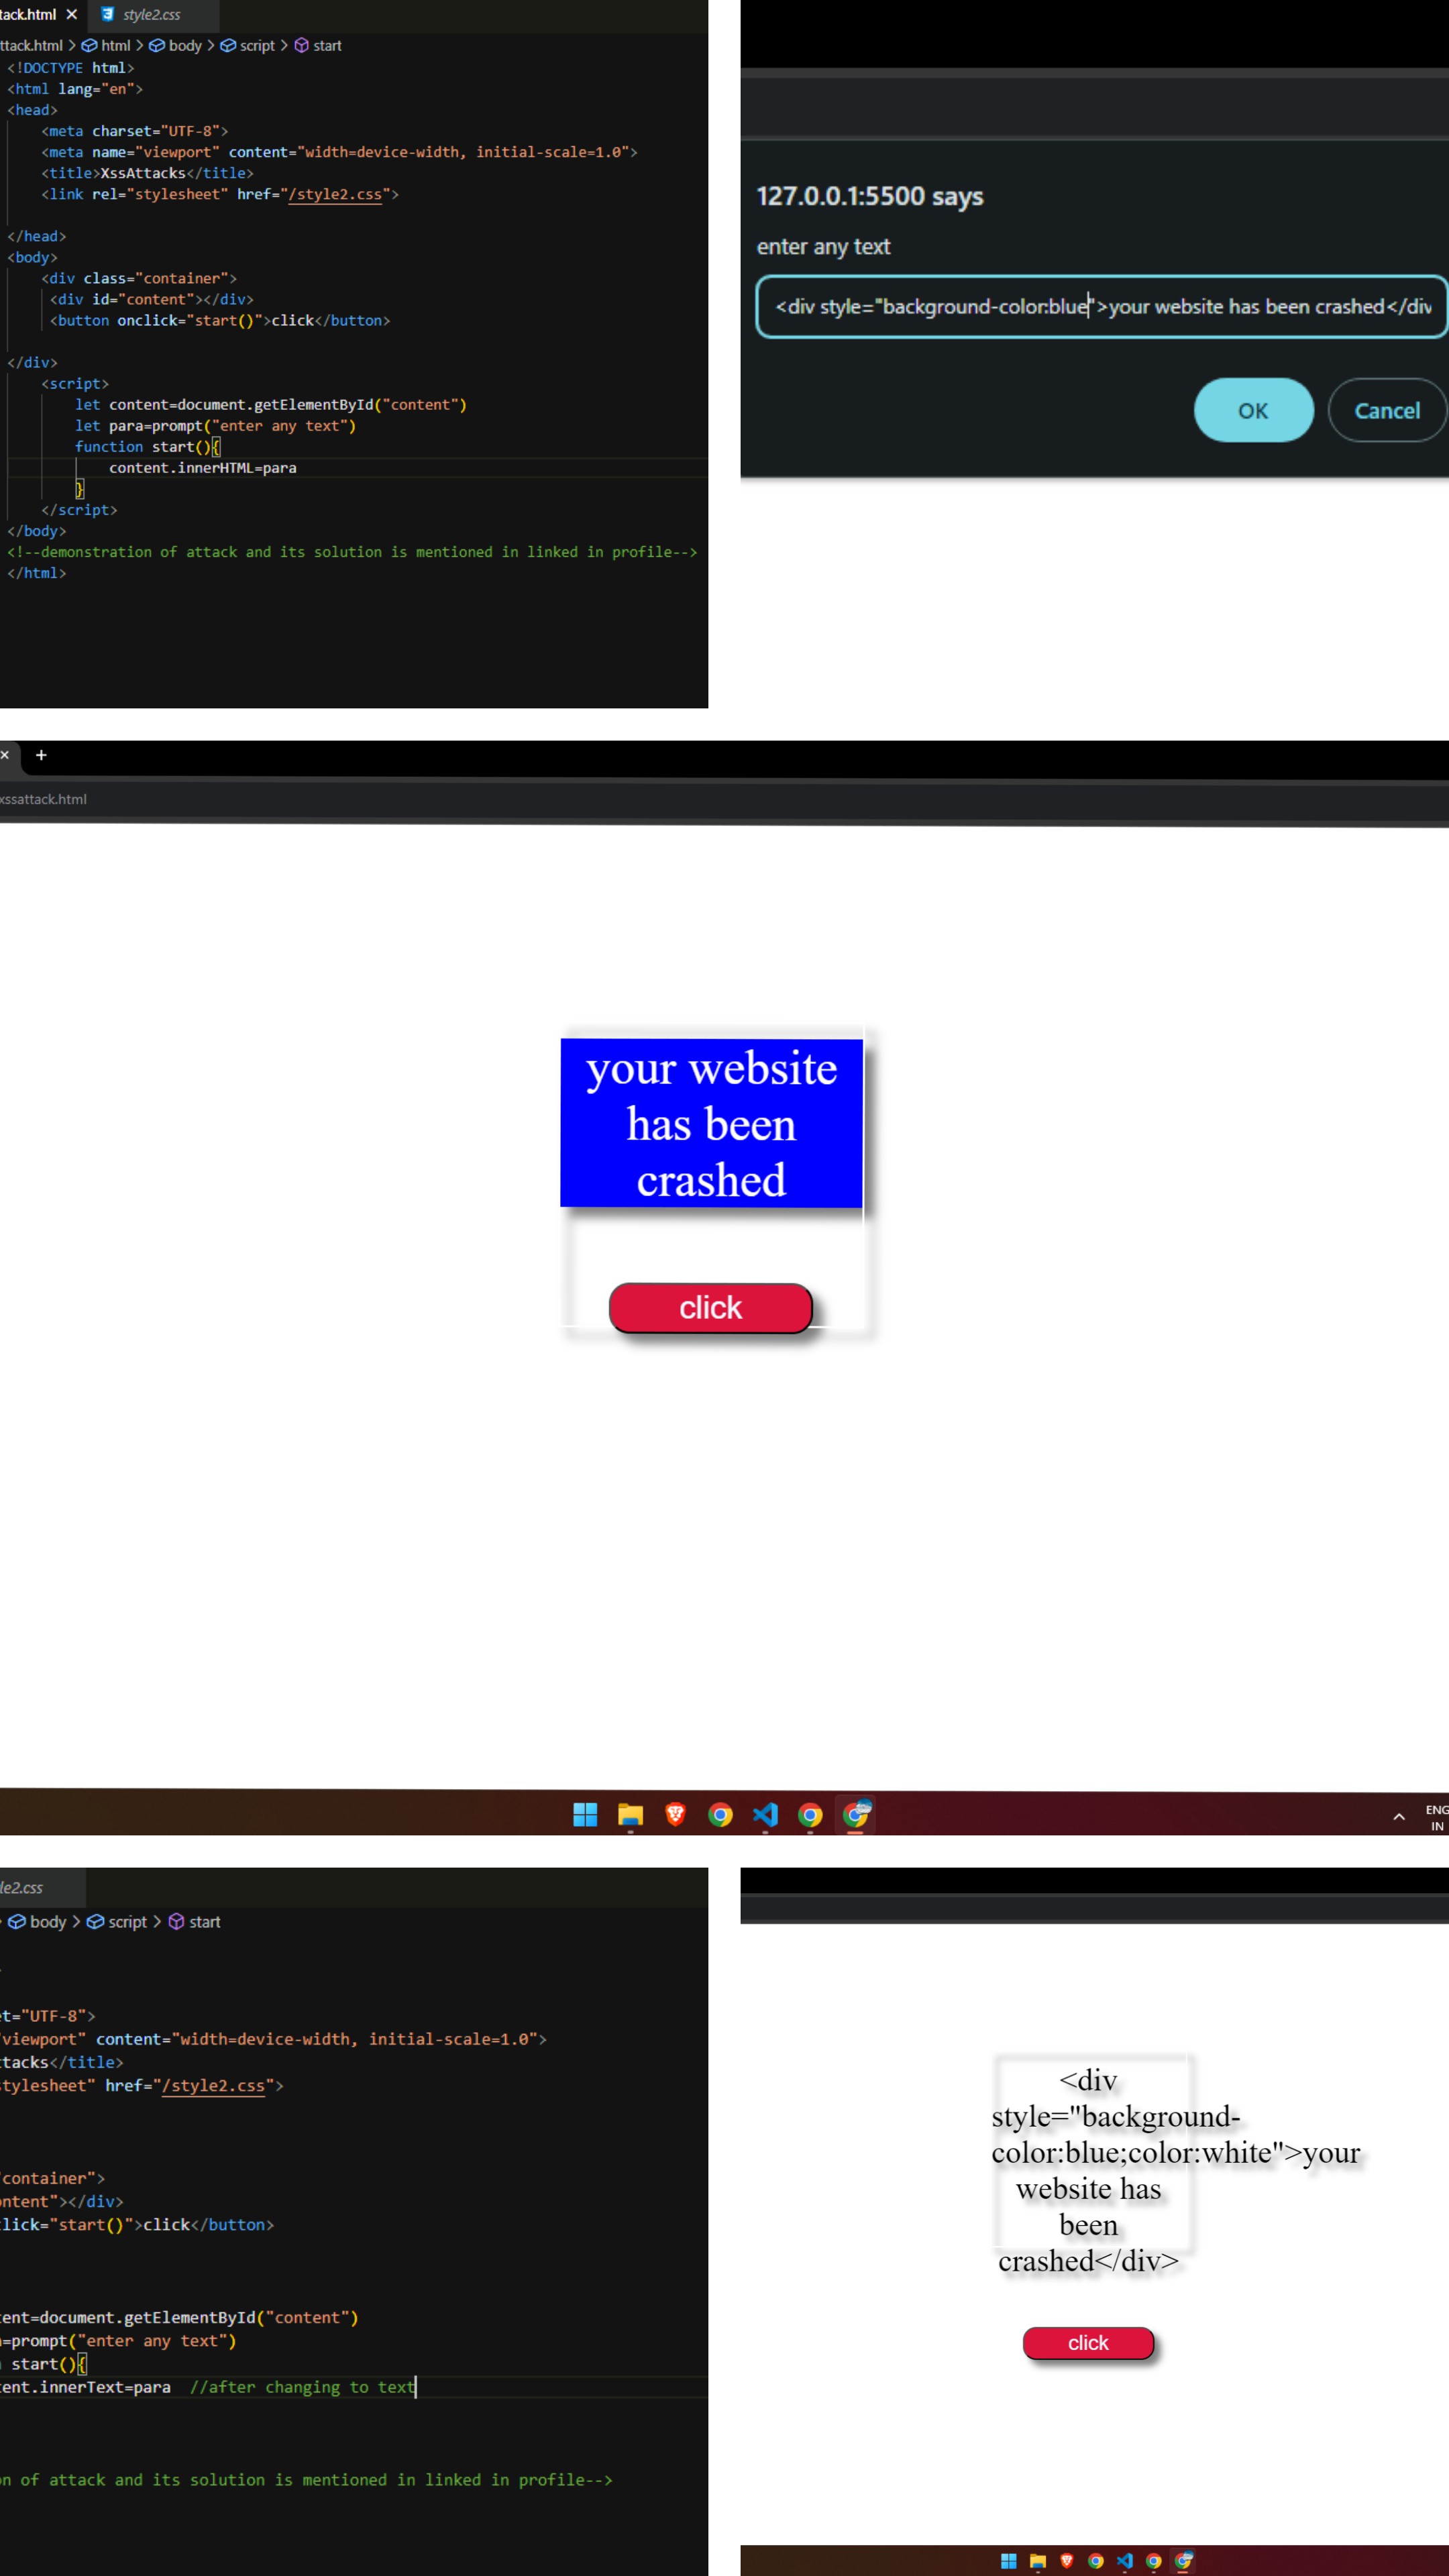 tack.html
style2.css
ttack.html > html > body > script > start
<!DOCTYPE html>
<html lang="en">
<head>
<meta charset="UTF-8">
<meta name="viewport" content="width=device-width, initial-scale=1.0">
<title>XssAttacks</title>
<link rel="stylesheet" href="/style2.css">
</head>
<body>
<div class="container">
<div id="content"></div>
<button onclick="start()">click</button>
</div>
<script>
let content=document.getElementById("content")
let para=prompt("enter any text")
function start(){
content.innerHTML=para
}
</script>
</body>
<!--demonstration of attack and its solution is mentioned in linked in profile-->
</html>
127.0.0.1:5500 says
enter any text
<div style="background-color:blue">your website has been crashed</div
OK
Cancel
xssattack.html
your website
has been
crashed
click
ENG
IN
le2.css
body > script > start
et="UTF-8">
"viewport" content="width=device-width, initial-scale=1.0">
ttacks</title>
stylesheet" href="/style2.css">
"container">
ontent"></div>
click="start()">click</button>
tent=document.getElementById("content")
a=prompt("enter any text")
start(){
tent.innerText=para //after changing to text
on of attack and its solution is mentioned in linked in profile-->
<div
style="background-
color:blue;color:white">your
website has
been
crashed</div>
click